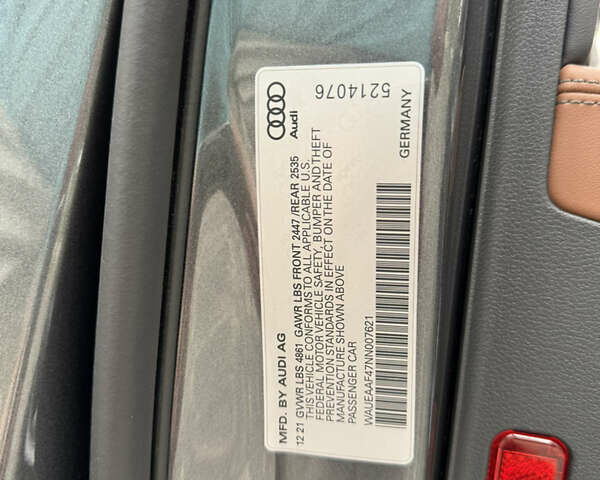 5214076
Audi
GERMANY
MFD. BY AUDI AG
12 21 GVWR LBS 4861 GAWR LBS FRONT 2447 /REAR 2535
THIS VEHICLE CONFORMS TO ALL APPLICABLE U.S.
FEDERAL MOTOR VEHICLE SAFETY, BUMPER AND THEFT
PREVENTION STANDARDS IN EFFECT ON THE DATE OF
MANUFACTURE SHOWN ABOVE
PASSENGER CAR
WAUEAAF47NN007621